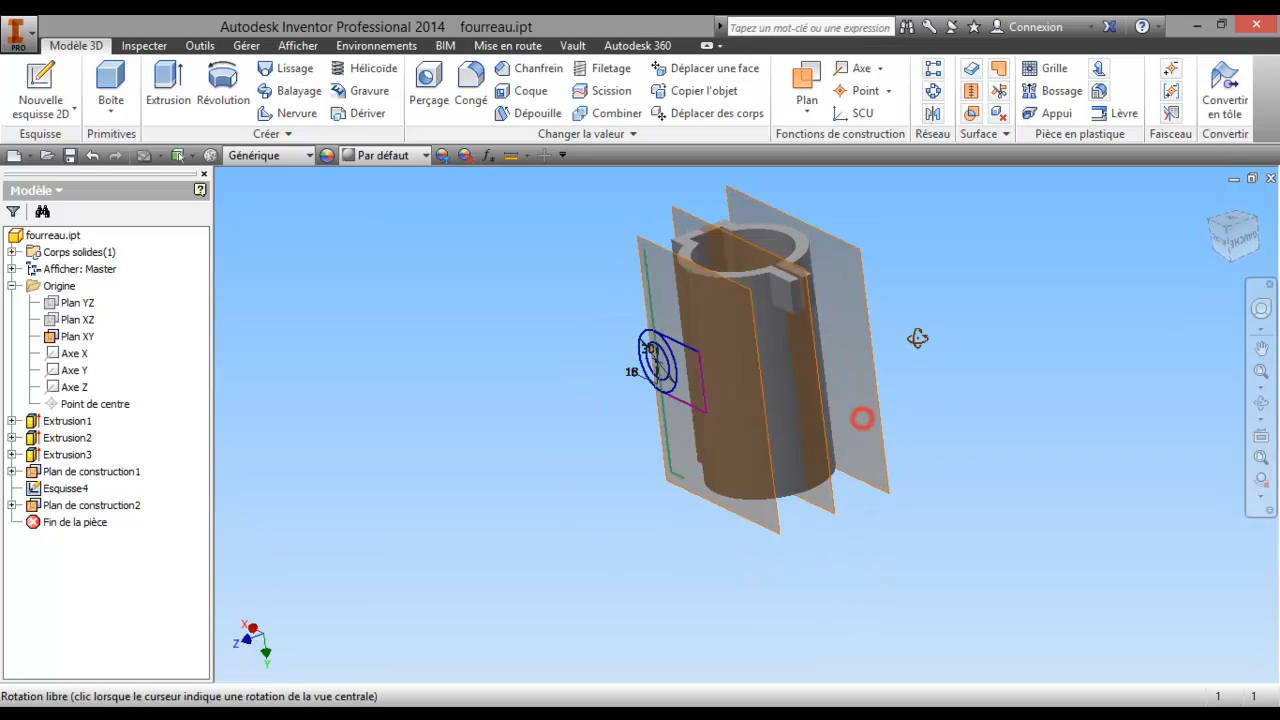 Autodesk Inventor Professional 2014 fourreau.ipt
Tapez un mot-clé ou une expression
Connexion
PRO
Modèle 3D Inspecter Outils Gérer Afficher Environnements BIM Mise en route Vault Autodesk 360
Nouvelle esquisse 2D
Esquisse
Boîte
Primitives
Extrusion Révolution
Lissage Hélicoïde
Balayage Gravure
Nervure Dériver
Créer
Perçage Congé
Chanfrein Filetage Déplacer une face
Coque Scission Copier l'objet
Dépouille Combiner Déplacer des corps
Changer la valeur
Plan
Axe
Point
SCU
Fonctions de construction
Réseau
Surface
Grille
Bossage
Appui Lèvre
Pièce en plastique
Faisceau
Convertir en tôle
Convertir
Générique Par défaut
Modèle
fourreau.ipt
Corps solides(1)
Afficher: Master
Origine
Plan YZ
Plan XZ
Plan XY
Axe X
Axe Y
Axe Z
Point de centre
Extrusion1
Extrusion2
Extrusion3
Plan de construction1
Esquisse4
Plan de construction2
Fin de la pièce
30
18
X
Z
Y
Rotation libre (clic lorsque le curseur indique une rotation de la vue centrale)
1 1